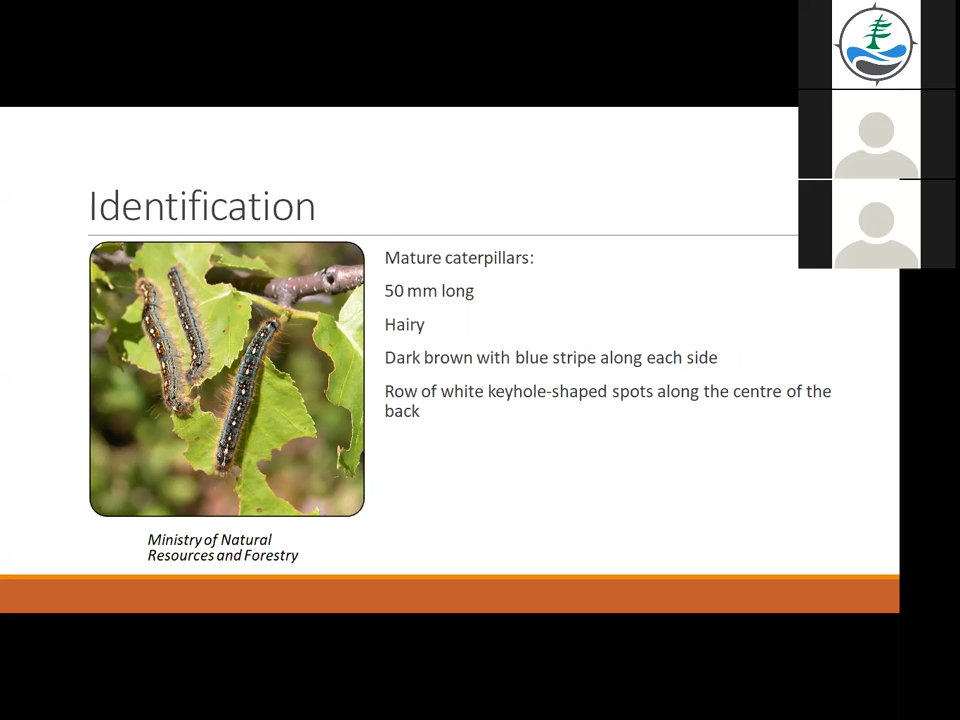 Identification
Mature caterpillars:
50 mm long
Hairy
Dark brown with blue stripe along each side
Row of white keyhole-shaped spots along the centre of the
back
Ministry of Natural
Resources and Forestry